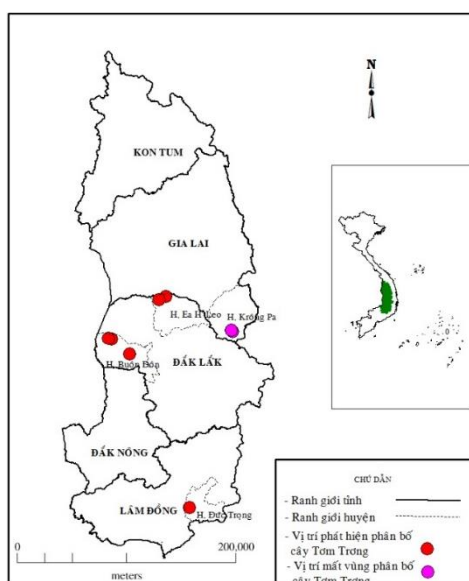 N
KON TUM
GIA LAI
H. Ea H'Leo
H. Krông Pa
H. Buôn Đôn
ĐẮK LẮK
ĐẮK NÔNG
LÂM ĐỒNG
H. Đức Trọng
0
200,000
meters
CHÚ DẪN
- Ranh giới tỉnh
- Ranh giới huyện
- Vị trí phát hiện phân bố
cây Tơm Trơng
- Vị trí mất vùng phân bố
cây Tơm Trơng